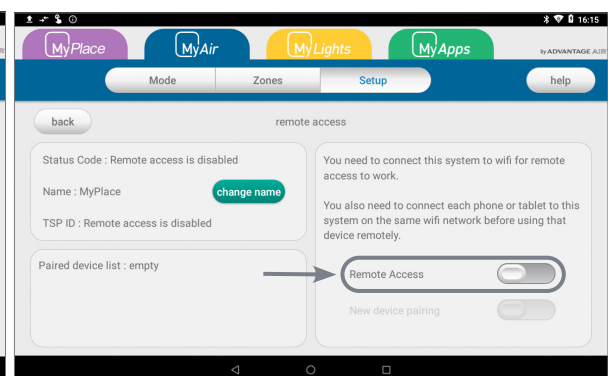 16:15
MyPlace
MyAir
MyLights
MyApps
by ADVANTAGE AIR
Mode
Zones
Setup
help
back
remote access
Status Code : Remote access is disabled
Name : MyPlace
change name
TSP ID : Remote access is disabled
Paired device list : empty
You need to connect this system to wifi for remote
access to work.
You also need to connect each phone or tablet to this
system on the same wifi network before using that
device remotely.
Remote Access
New device pairing